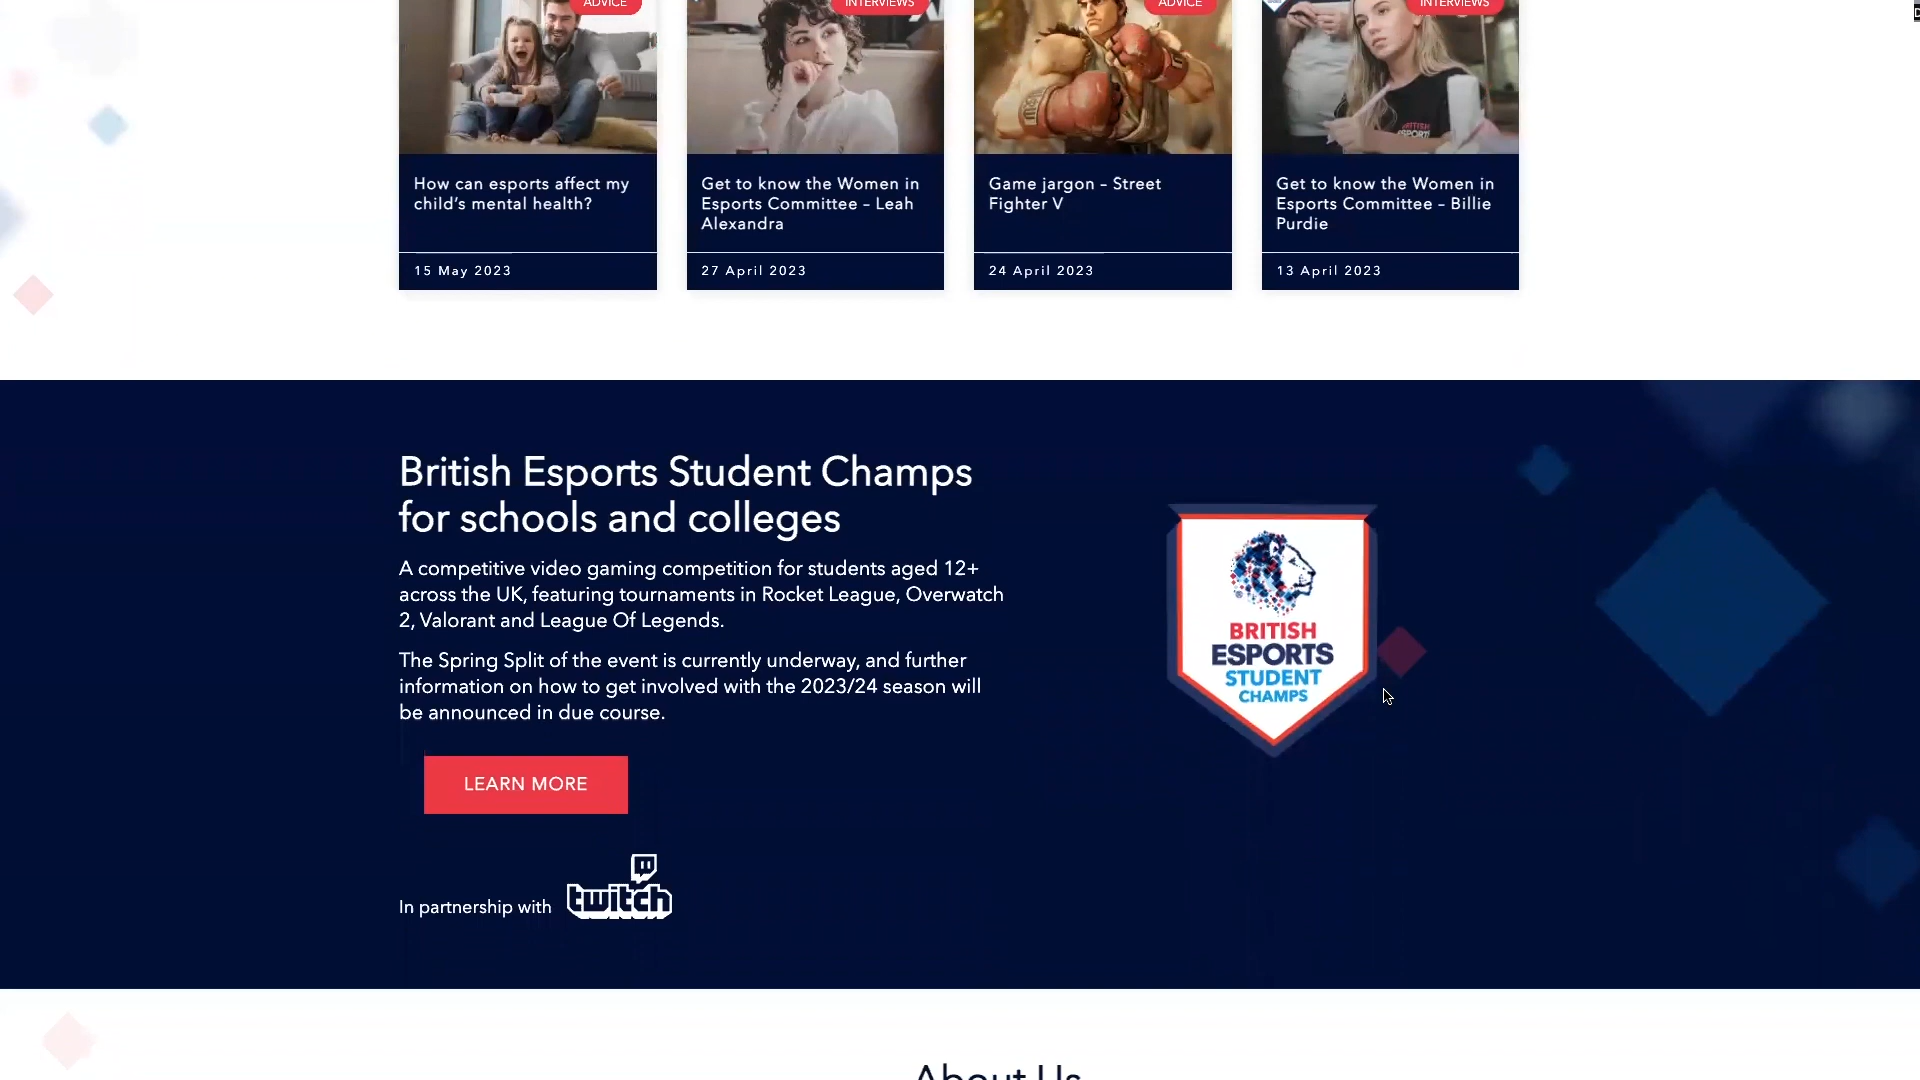 ADVICE
INTERVIEWS
ADVICE
INTERVIEWS
BRITISH
ESPORTS
How can esports affect my
child’s mental health?
15 May 2023
Get to know the Women in
Esports Committee – Leah
Alexandra
27 April 2023
Game jargon – Street
Fighter V
24 April 2023
Get to know the Women in
Esports Committee – Billie
Purdie
13 April 2023
British Esports Student Champs
for schools and colleges
A competitive video gaming competition for students aged 12+
across the UK, featuring tournaments in Rocket League, Overwatch
2, Valorant and League Of Legends.
The Spring Split of the event is currently underway, and further
information on how to get involved with the 2023/24 season will
be announced in due course.
LEARN MORE
In partnership with twitch
BRITISH
ESPORTS
STUDENT
CHAMPS
About Us